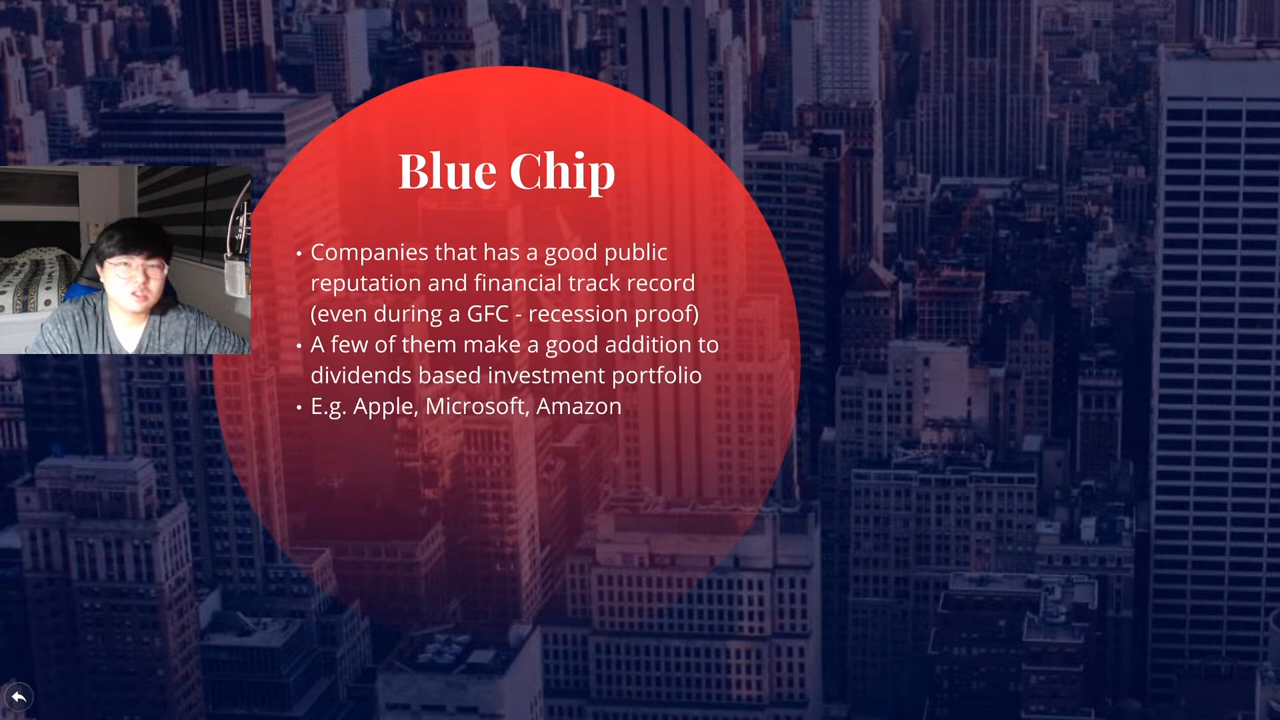 Blue Chip
• Companies that has a good public
reputation and financial track record
(even during a GFC - recession proof)
• A few of them make a good addition to
dividends based investment portfolio
• E.g. Apple, Microsoft, Amazon